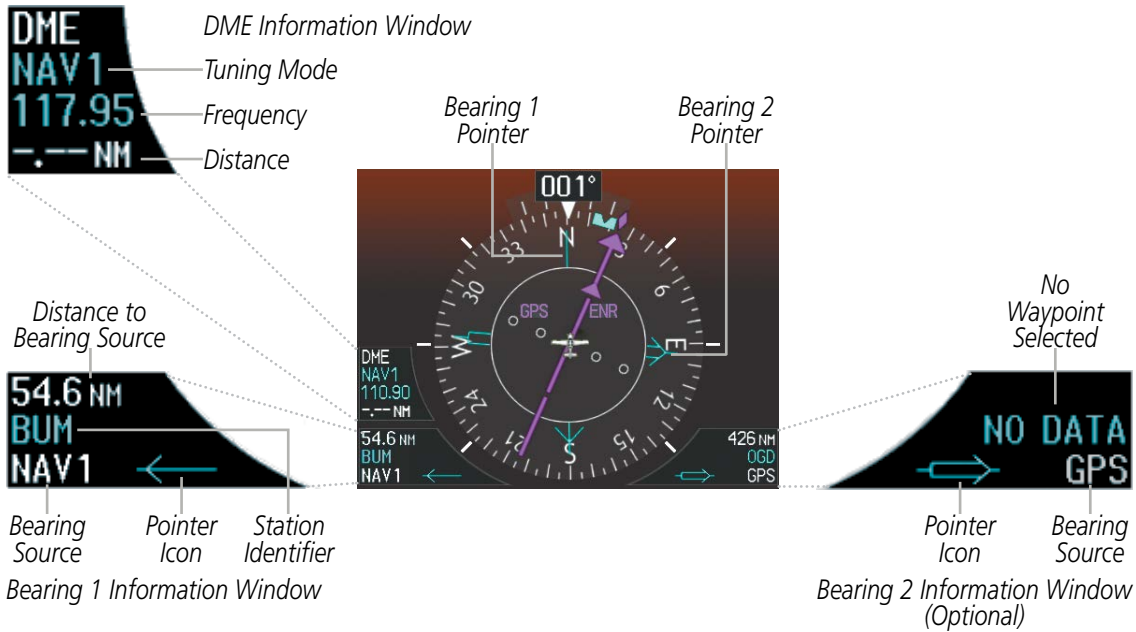 DME
NAV1
117.95
-.-- NM
DME Information Window
Tuning Mode
Frequency
Distance
Bearing 1
Pointer
Bearing 2
Pointer
001°
N
3
6
E
12
15
S
21
24
W
30
33
GPS
ENR
DME
NAV1
110.90
-.-- NM
54.6 NM
BUM
NAV1
426 NM
OGD
GPS
Distance to
Bearing Source
54.6 NM
BUM
NAV1
Bearing
Source
Pointer
Icon
Station
Identifier
Bearing 1 Information Window
No
Waypoint
Selected
NO DATA
GPS
Pointer
Icon
Bearing
Source
Bearing 2 Information Window
(Optional)